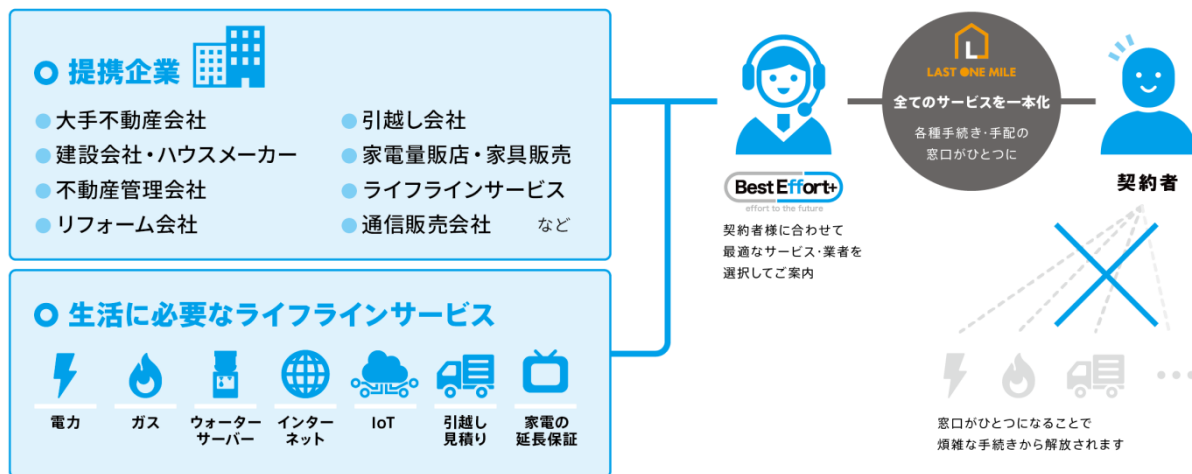 提携企業
大手不動産会社
建設会社・ハウスメーカー
不動産管理会社
リフォーム会社
引越し会社
家電量販店・家具販売
ライフラインサービス
通信販売会社 など
生活に必要なライフラインサービス
電力
ガス
ウォーター
サーバー
インター
ネット
IoT
引越し
見積り
家電の
延長保証
BestEffort+
effort to the future
契約者様に合わせて
最適なサービス・業者を
選択してご案内
L
LAST ONE MILE
全てのサービスを一本化
各種手続き・手配の
窓口がひとつに
契約者
窓口がひとつになることで
煩雑な手続きから解放されます